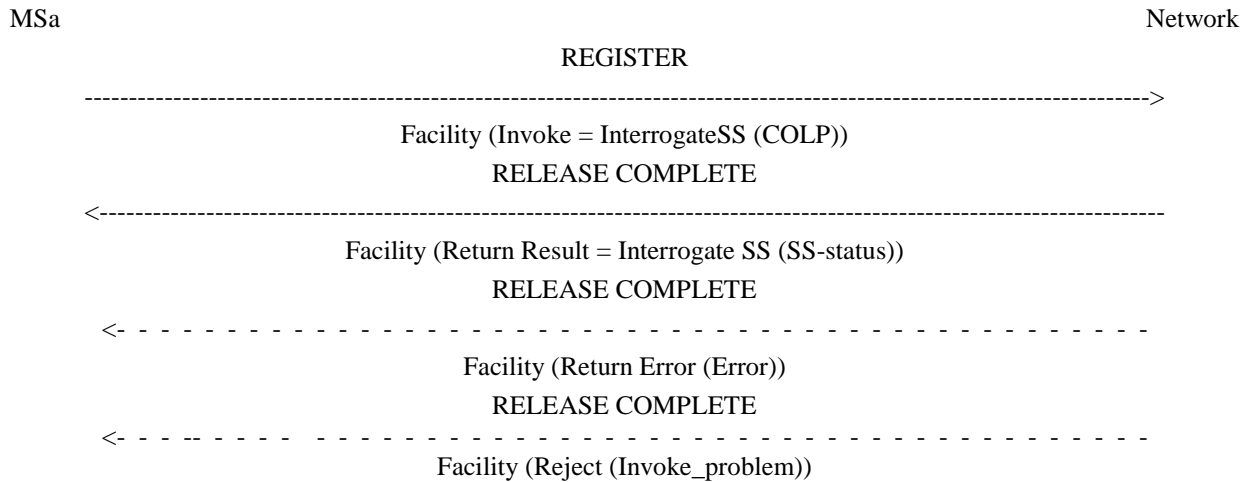 MSa Network
REGISTER
------------------------------------------------------------------------------------------------------------------------>
Facility (Invoke = InterrogateSS (COLP))
RELEASE COMPLETE
<------------------------------------------------------------------------------------------------------------------------
Facility (Return Result = Interrogate SS (SS-status))
RELEASE COMPLETE
<- - - - - - - - - - - - - - - - - - - - - - - - - - - - - - - - - - - - - - - - - - - - - - - -
Facility (Return Error (Error))
RELEASE COMPLETE
<- - - -- - - - - - - - - - - - - - - - - - - - - - - - - - - - - - - - - - - - - - - - - - - -
Facility (Reject (Invoke_problem))